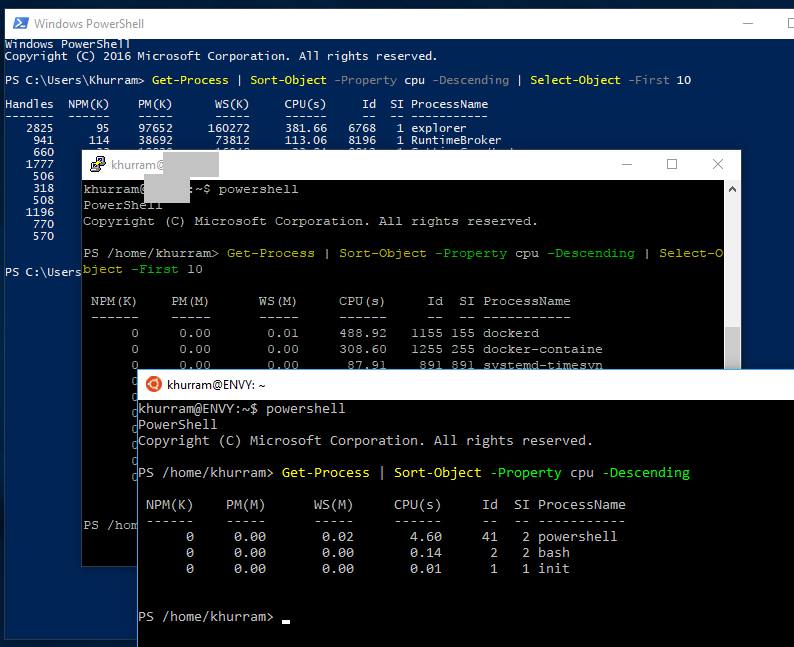 Windows PowerShell
Windows PowerShell
Copyright (C) 2016 Microsoft Corporation. All rights reserved.
PS C:\Users\Khurram> Get-Process | Sort-Object -Property cpu -Descending | Select-Object -First 10
Handles NPM(K) PM(K) WS(K) CPU(s) Id SI ProcessName
------- ------ ----- ----- ------ -- -- -----------
2825 95 97652 160272 381.66 6768 1 explorer
941 114 38692 73812 113.06 8196 1 RuntimeBroker
660
1777
506
318
508
1196
770
570
PS C:\Users
khurram@
khurram@ :~$ powershell
PowerShell
Copyright (C) Microsoft Corporation. All rights reserved.
PS /home/khurram> Get-Process | Sort-Object -Property cpu -Descending | Select-O
bject -First 10
NPM(K) PM(M) WS(M) CPU(s) Id SI ProcessName
------ ----- ----- ------ -- -- -----------
0 0.00 0.01 488.92 1155 155 dockerd
0 0.00 0.00 308.60 1255 255 docker-containe
0 0.00 0.00 87.91 891 891 systemd-timesyn
PS /hom
khurram@ENVY: ~
khurram@ENVY:~$ powershell
PowerShell
Copyright (C) Microsoft Corporation. All rights reserved.
PS /home/khurram> Get-Process | Sort-Object -Property cpu -Descending
NPM(K) PM(M) WS(M) CPU(s) Id SI ProcessName
------ ----- ----- ------ -- -- -----------
0 0.00 0.02 4.60 41 2 powershell
0 0.00 0.00 0.14 2 2 bash
0 0.00 0.00 0.01 1 1 init
PS /home/khurram>